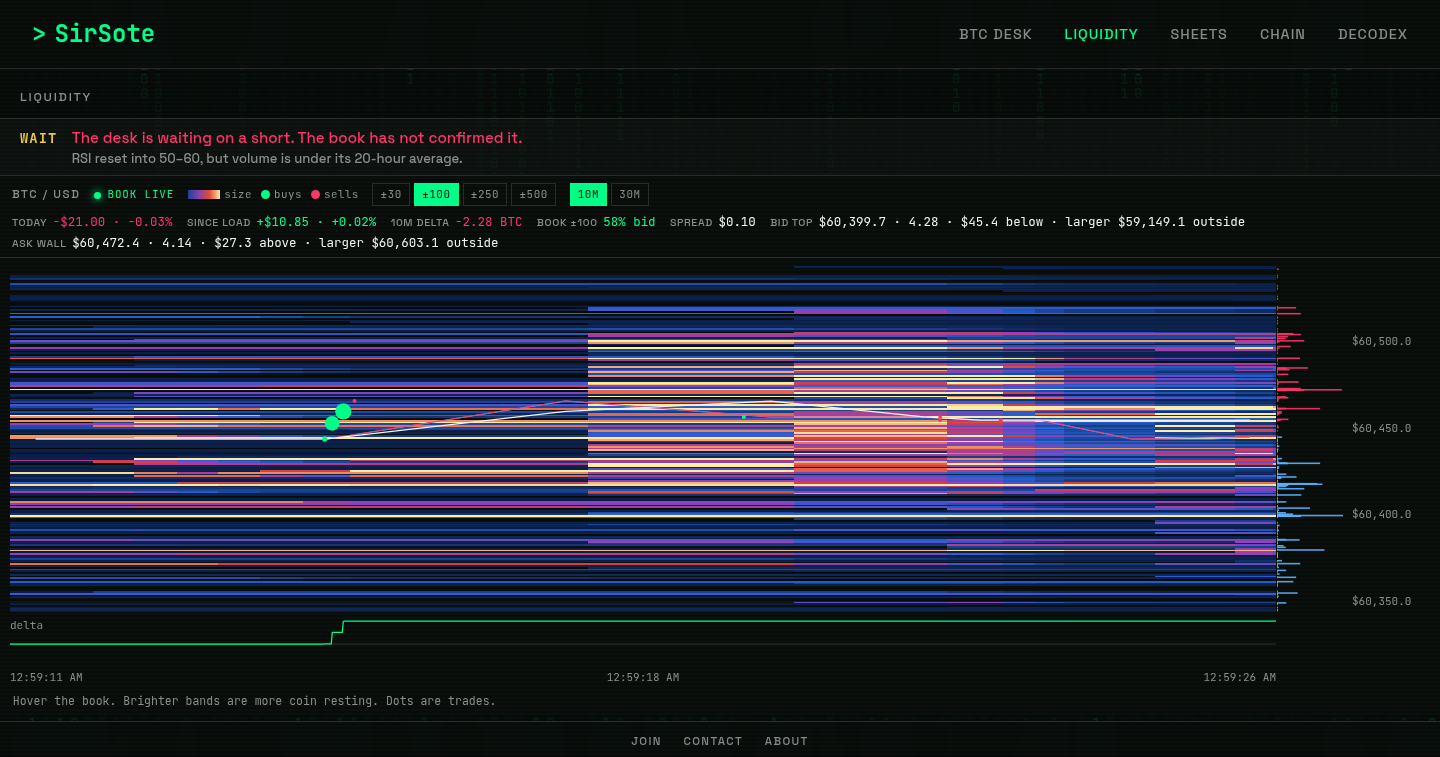 > SirSote
BTC DESK LIQUIDITY SHEETS CHAIN DECODEX
LIQUIDITY
WAIT The desk is waiting on a short. The book has not confirmed it.
RSI reset into 50–60, but volume is under its 20-hour average.
BTC / USD BOOK LIVE size buys sells ±30 ±100 ±250 ±500 10M 30M
TODAY -$21.00 · -0.03% SINCE LOAD +$10.85 · +0.02% 10M DELTA -2.28 BTC BOOK ±100 58% bid SPREAD $0.10 BID TOP $60,399.7 · 4.28 · $45.4 below · larger $59,149.1 outside
ASK WALL $60,472.4 · 4.14 · $27.3 above · larger $60,603.1 outside
$60,500.0
$60,450.0
$60,400.0
$60,350.0
delta
12:59:11 AM 12:59:18 AM 12:59:26 AM
Hover the book. Brighter bands are more coin resting. Dots are trades.
JOIN CONTACT ABOUT